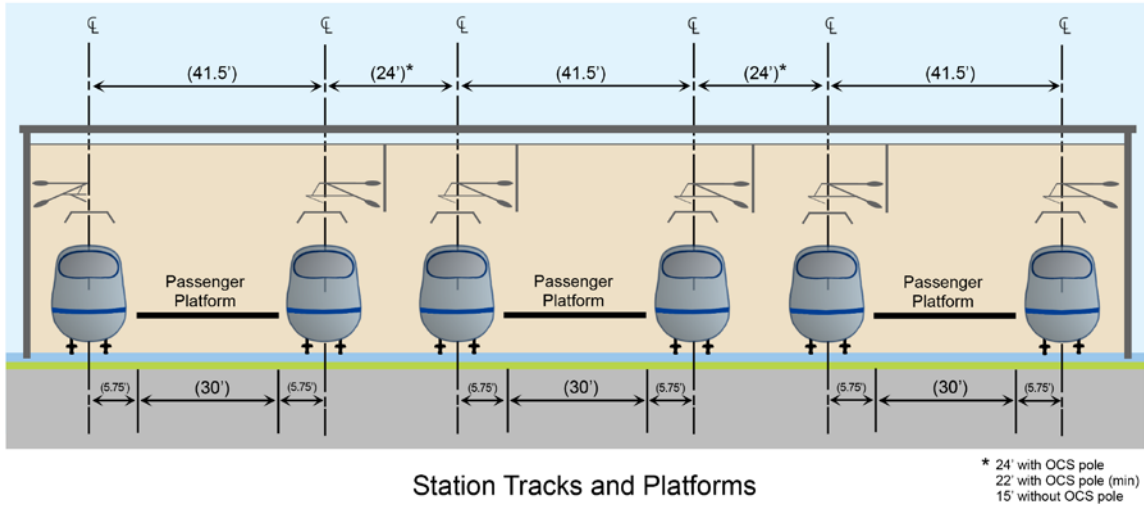 ℄ ℄ ℄ ℄ ℄ ℄
(41.5') (24')* (41.5') (24')* (41.5')
Passenger Passenger Passenger
Platform Platform Platform
(5.75') (30') (5.75') (5.75') (30') (5.75') (5.75') (30') (5.75')
Station Tracks and Platforms
* 24' with OCS pole
22' with OCS pole (min)
15' without OCS pole